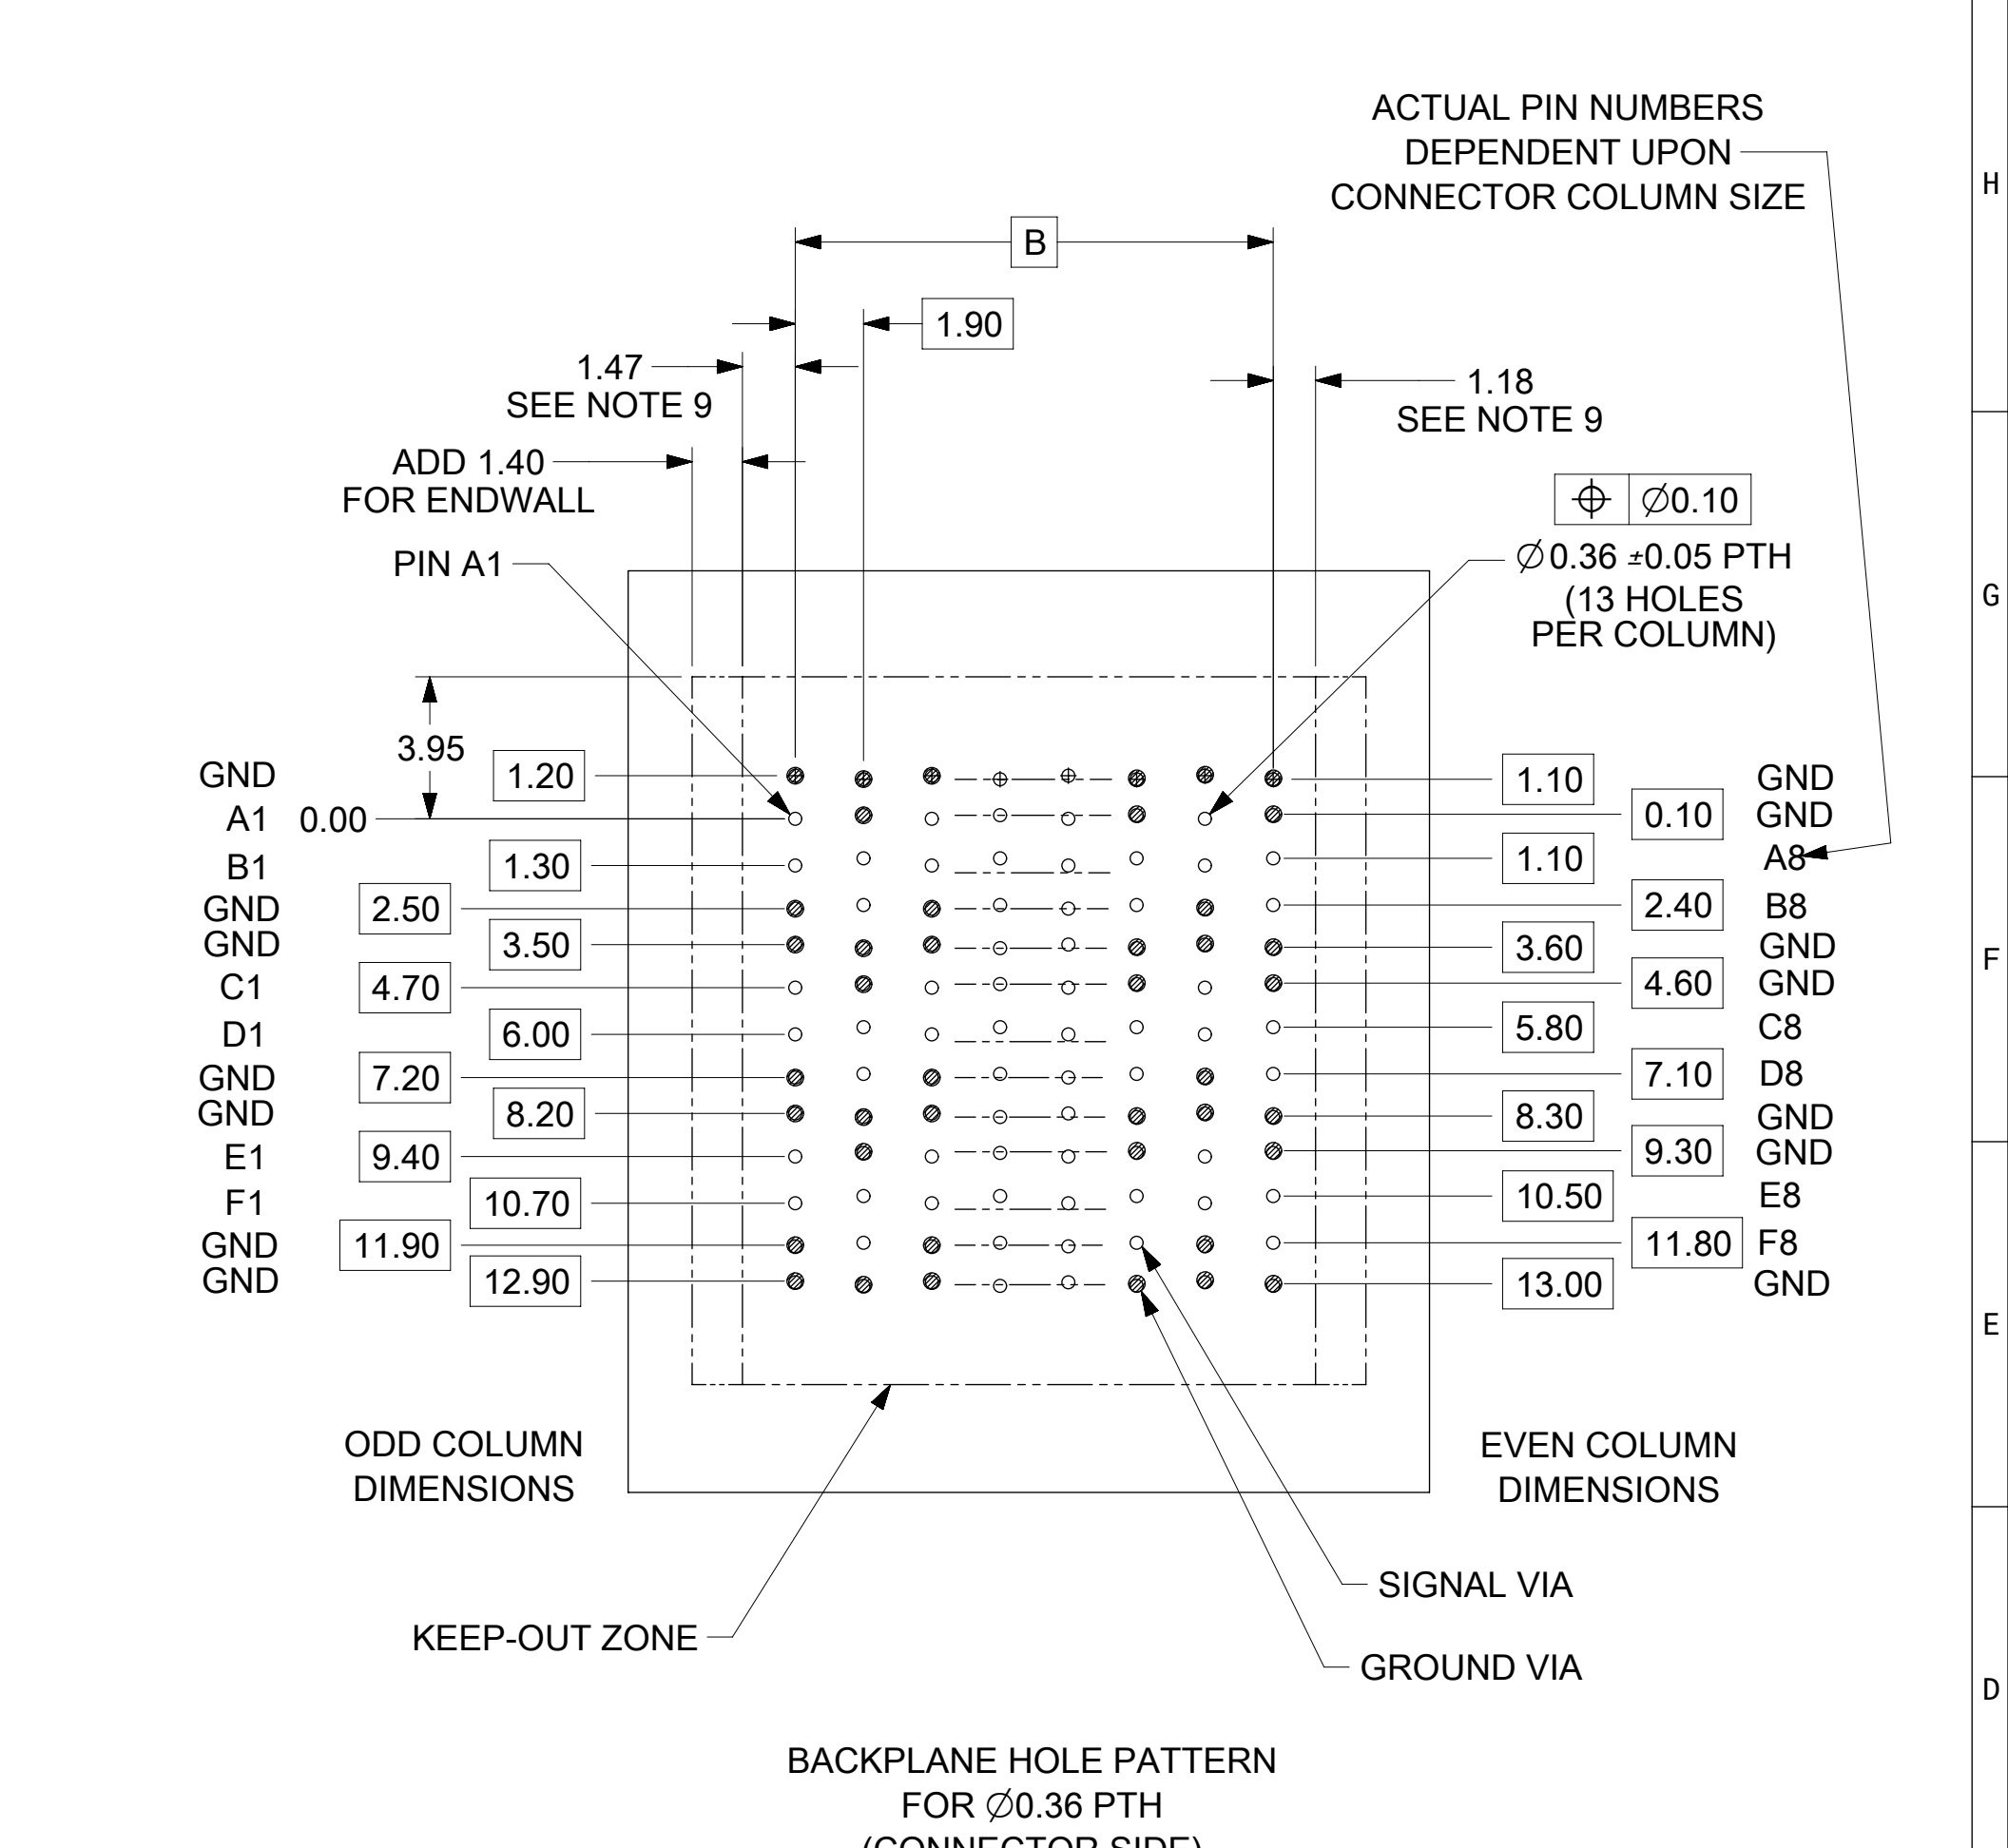 ACTUAL PIN NUMBERS
DEPENDENT UPON
CONNECTOR COLUMN SIZE
H
B
1.90
1.47
SEE NOTE 9
1.18
SEE NOTE 9
ADD 1.40
FOR ENDWALL
⌖ ∅0.10
PIN A1
∅0.36 ±0.05 PTH
(13 HOLES
PER COLUMN)
G
3.95
GND 1.20 1.10 GND
A1 0.00 0.10 GND
B1 1.30 1.10 A8
GND 2.50 2.40 B8
GND 3.50 3.60 GND
F
C1 4.70 4.60 GND
D1 6.00 5.80 C8
GND 7.20 7.10 D8
GND 8.20 8.30 GND
E1 9.40 9.30 GND
F1 10.70 10.50 E8
GND 11.90 11.80 F8
GND 12.90 13.00 GND
E
ODD COLUMN
DIMENSIONS
EVEN COLUMN
DIMENSIONS
SIGNAL VIA
KEEP-OUT ZONE
GROUND VIA
D
BACKPLANE HOLE PATTERN
FOR ∅0.36 PTH
(CONNECTOR SIDE)